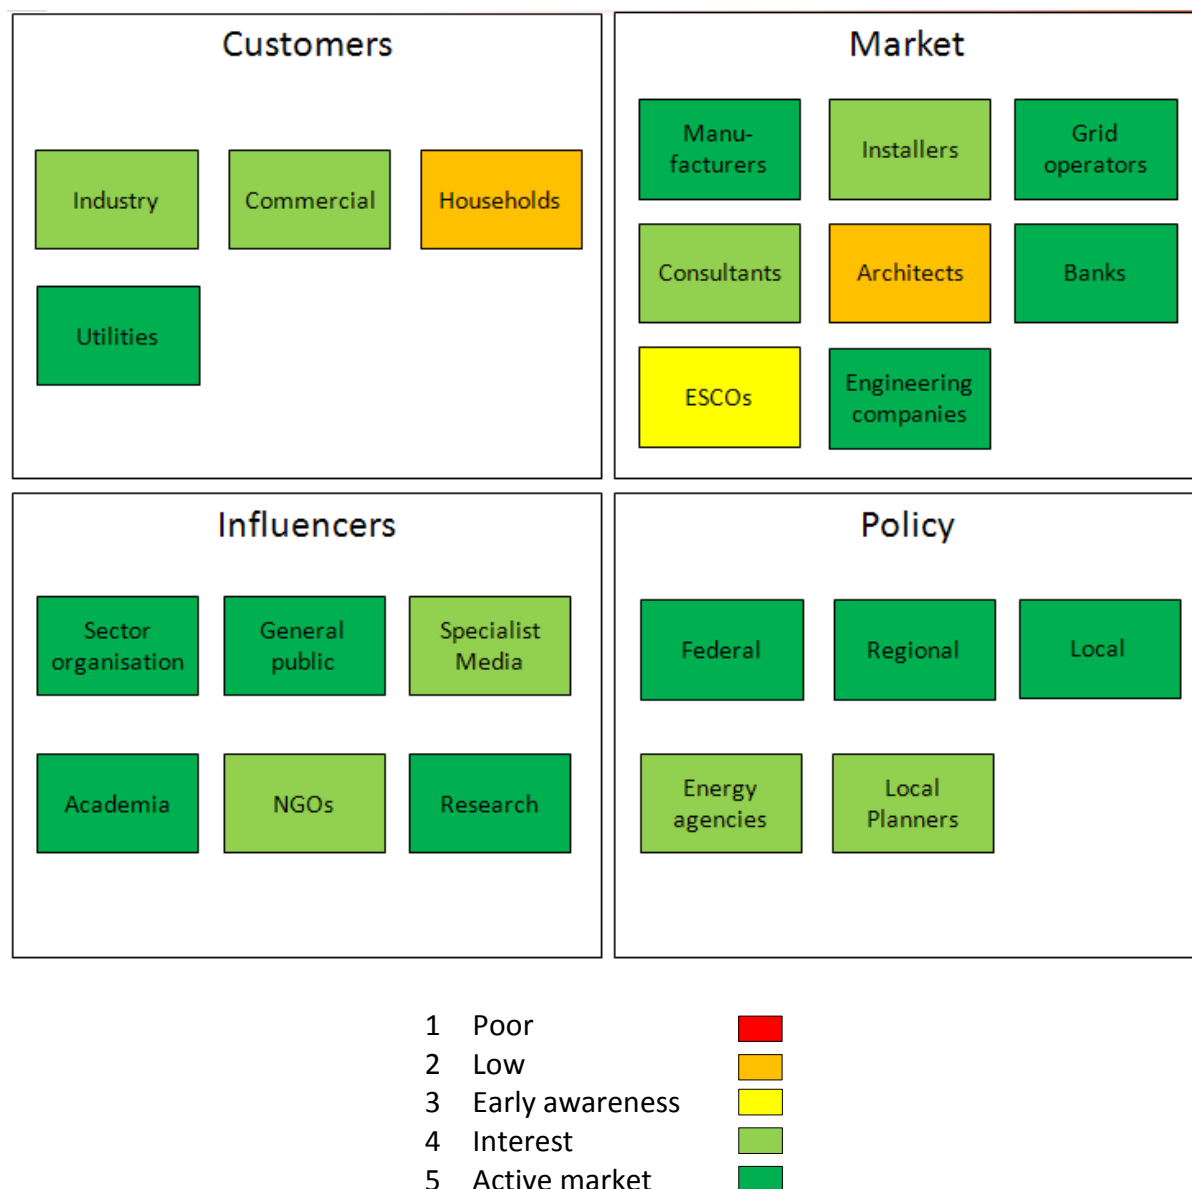 Customers
Industry
Commercial
Households
Utilities
Market
Manu-
facturers
Installers
Grid
operators
Consultants
Architects
Banks
ESCOs
Engineering
companies
Influencers
Sector
organisation
General
public
Specialist
Media
Academia
NGOs
Research
Policy
Federal
Regional
Local
Energy
agencies
Local
Planners
1 Poor
2 Low
3 Early awareness
4 Interest
5 Active market